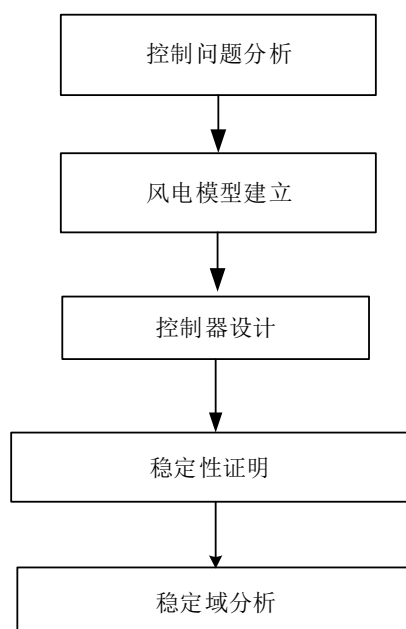 控制问题分析
风电模型建立
控制器设计
稳定性证明
稳定域分析